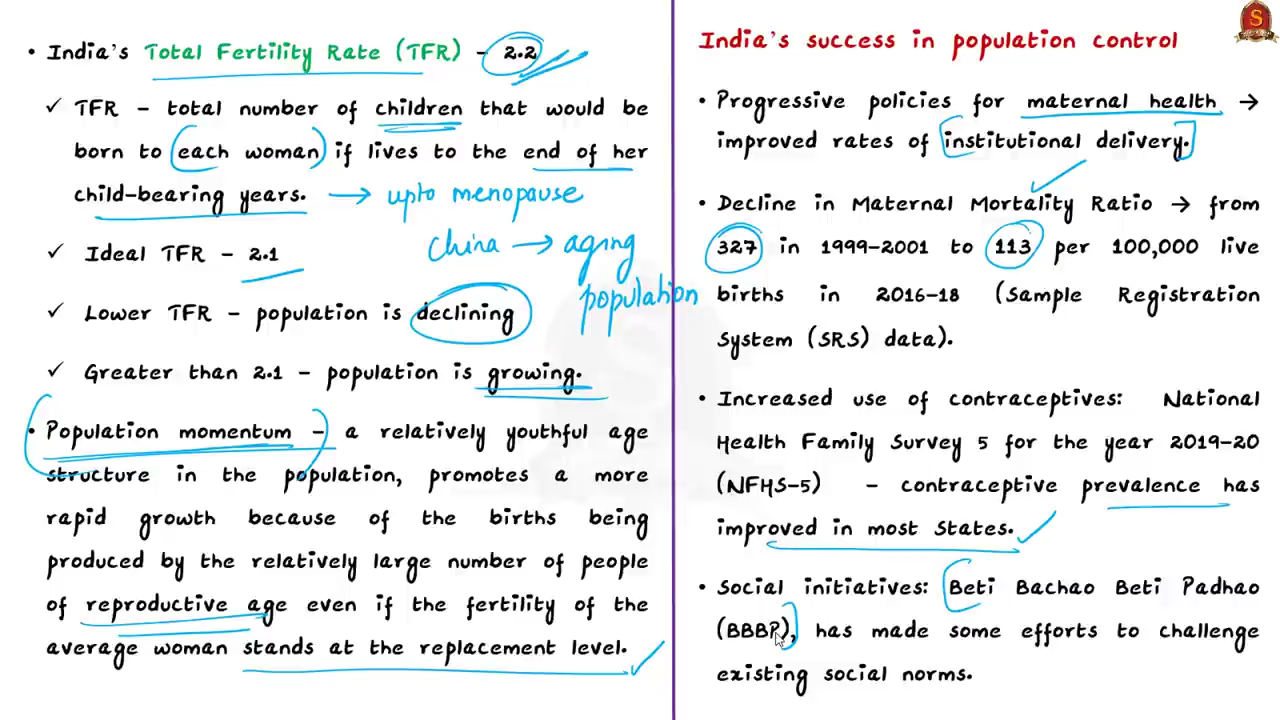 • India's Total Fertility Rate (TFR) - 2.2
✓ TFR - total number of children that would be
born to each woman if lives to the end of her
child-bearing years. → upto menopause
✓ Ideal TFR - 2.1
China → aging
population
✓ Lower TFR - population is declining
✓ Greater than 2.1 - population is growing.
• Population momentum - a relatively youthful age
structure in the population, promotes a more
rapid growth because of the births being
produced by the relatively large number of people
of reproductive age even if the fertility of the
average woman stands at the replacement level.
India's success in population control
• Progressive policies for maternal health →
improved rates of institutional delivery.
• Decline in Maternal Mortality Ratio → from
327 in 1999-2001 to 113 per 100,000 live
births in 2016-18 (Sample Registration
System (SRS) data).
• Increased use of contraceptives: National
Health Family Survey 5 for the year 2019-20
(NFHS-5) - contraceptive prevalence has
improved in most States.
• Social initiatives: Beti Bachao Beti Padhao
(BBBP), has made some efforts to challenge
existing social norms.